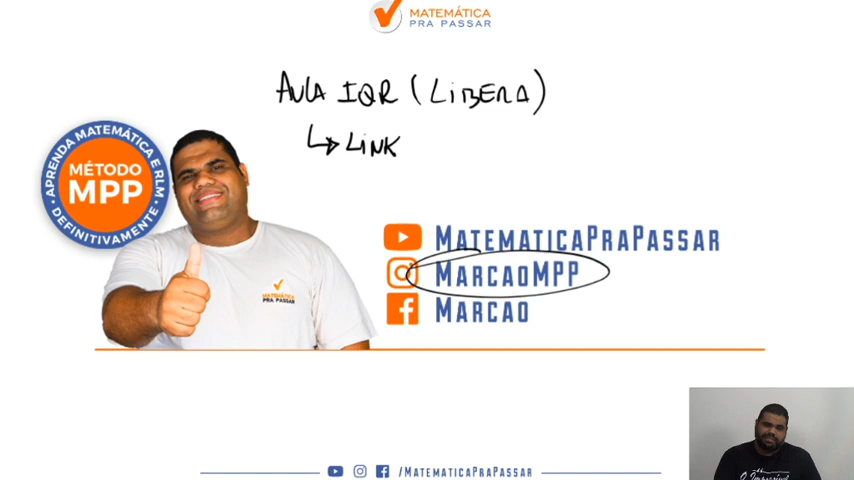 MATEMÁTICA
PRA PASSAR
AULA IQR (LIBERA)
↳ LINK
APRENDA MATEMÁTICA E RLM
MÉTODO
MPP
DEFINITIVAMENTE
MATEMÁTICA
PRA PASSAR
MATEMATICAPRAPASSAR
MARCAOMPP
MARCAO
/MATEMATICAPRAPASSAR